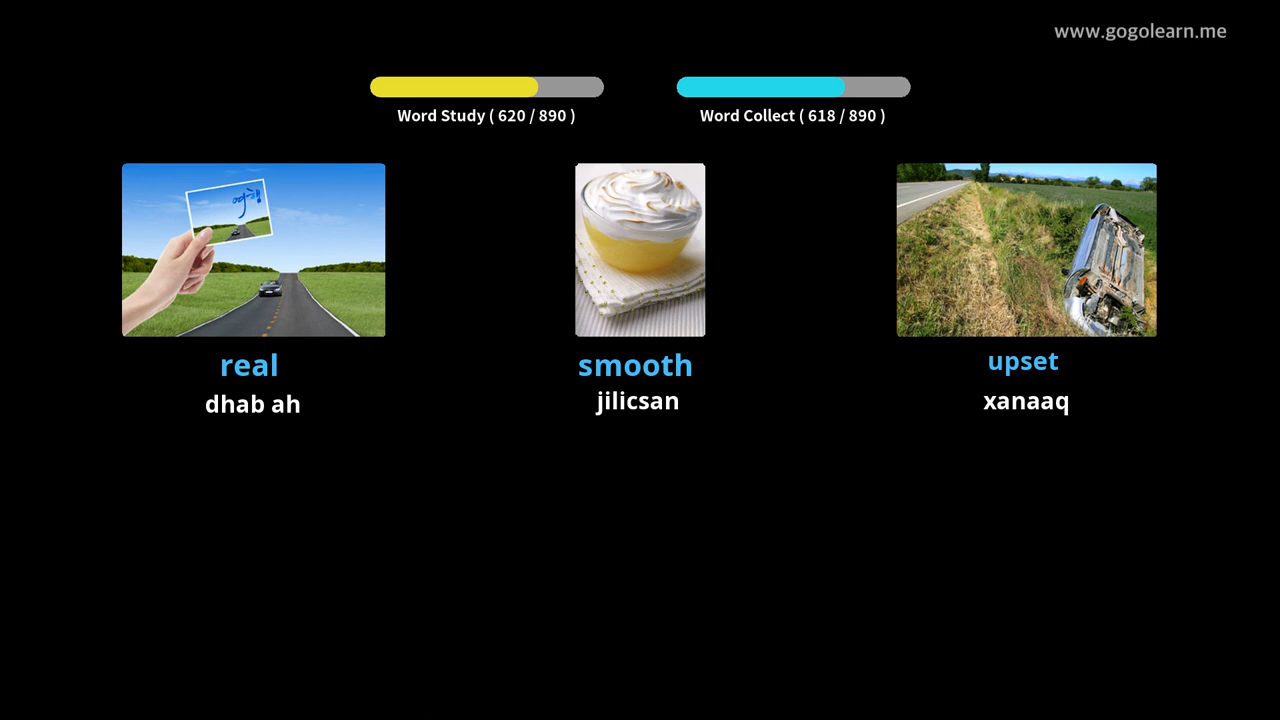 www.gogolearn.me
Word Study ( 620 / 890 )
Word Collect ( 618 / 890 )
real
smooth
upset
dhab ah
jilicsan
xanaaq